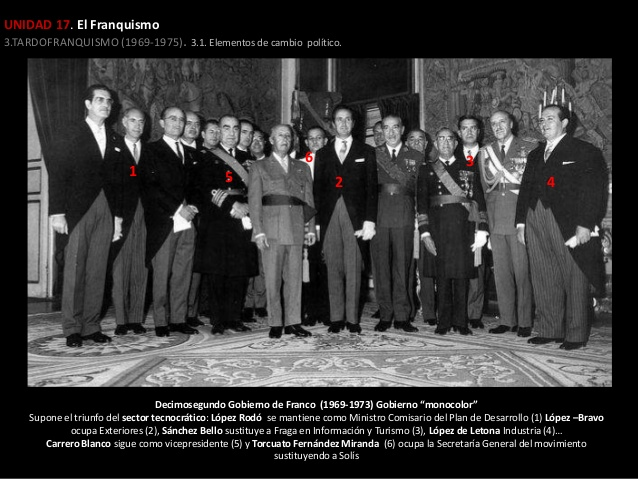 UNIDAD 17. El Franquismo
3.TARDOFRANQUISMO (1969-1975). 3.1. Elementos de cambio político.
6
1
3
5
2
4
Decimosegundo Gobierno de Franco (1969-1973) Gobierno “monocolor”
Supone el triunfo del sector tecnocrático: López Rodó se mantiene como Ministro Comisario del Plan de Desarrollo (1) López –Bravo
ocupa Exteriores (2), Sánchez Bello sustituye a Fraga en Información y Turismo (3), López de Letona Industria (4)...
Carrero Blanco sigue como vicepresidente (5) y Torcuato Fernández Miranda (6) ocupa la Secretaría General del movimiento
sustituyendo a Solís